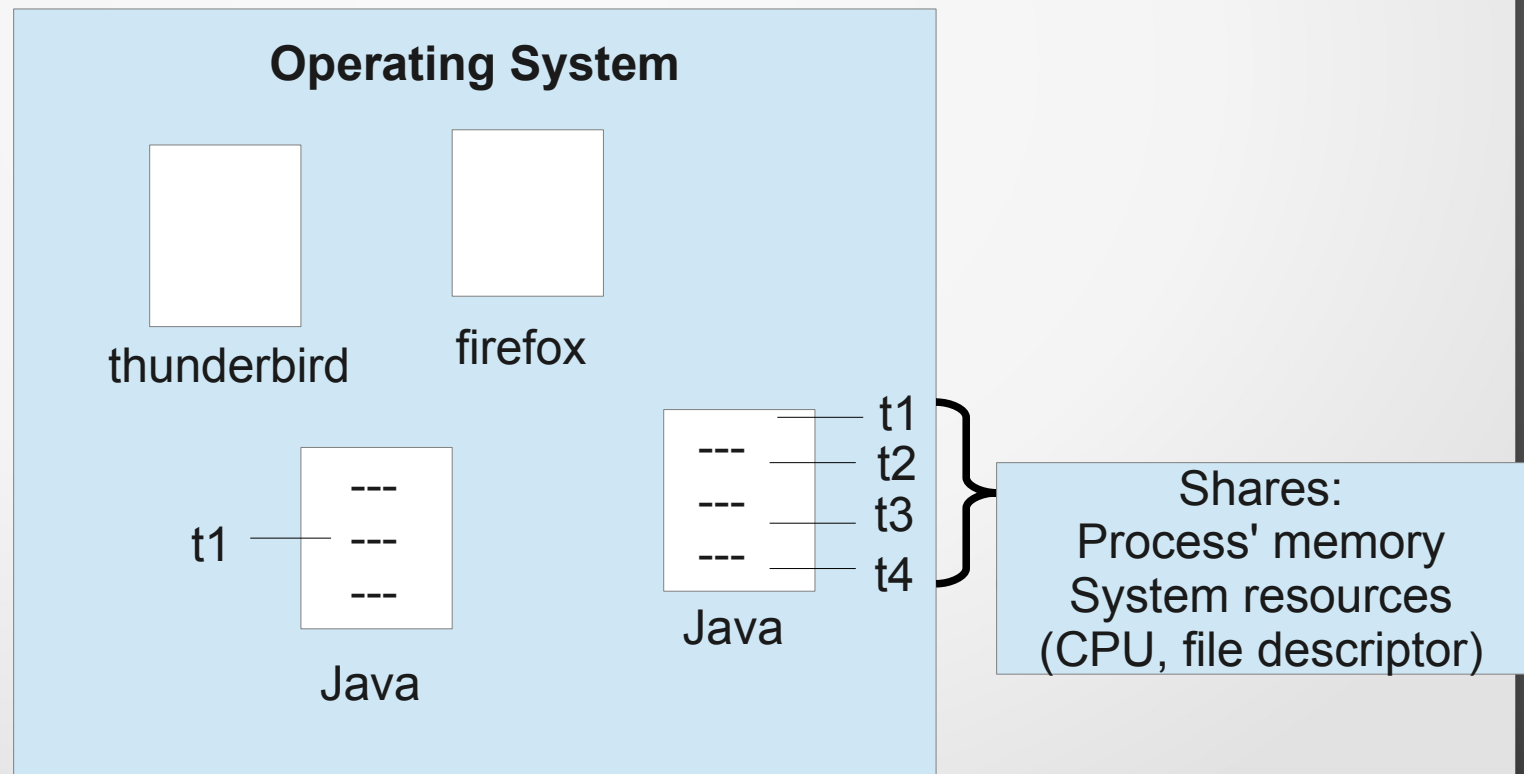 Operating System
thunderbird
firefox
t1
---
---
---
Java
---
---
---
t1
t2
t3
t4
Java
Shares:
Process' memory
System resources
(CPU, file descriptor)